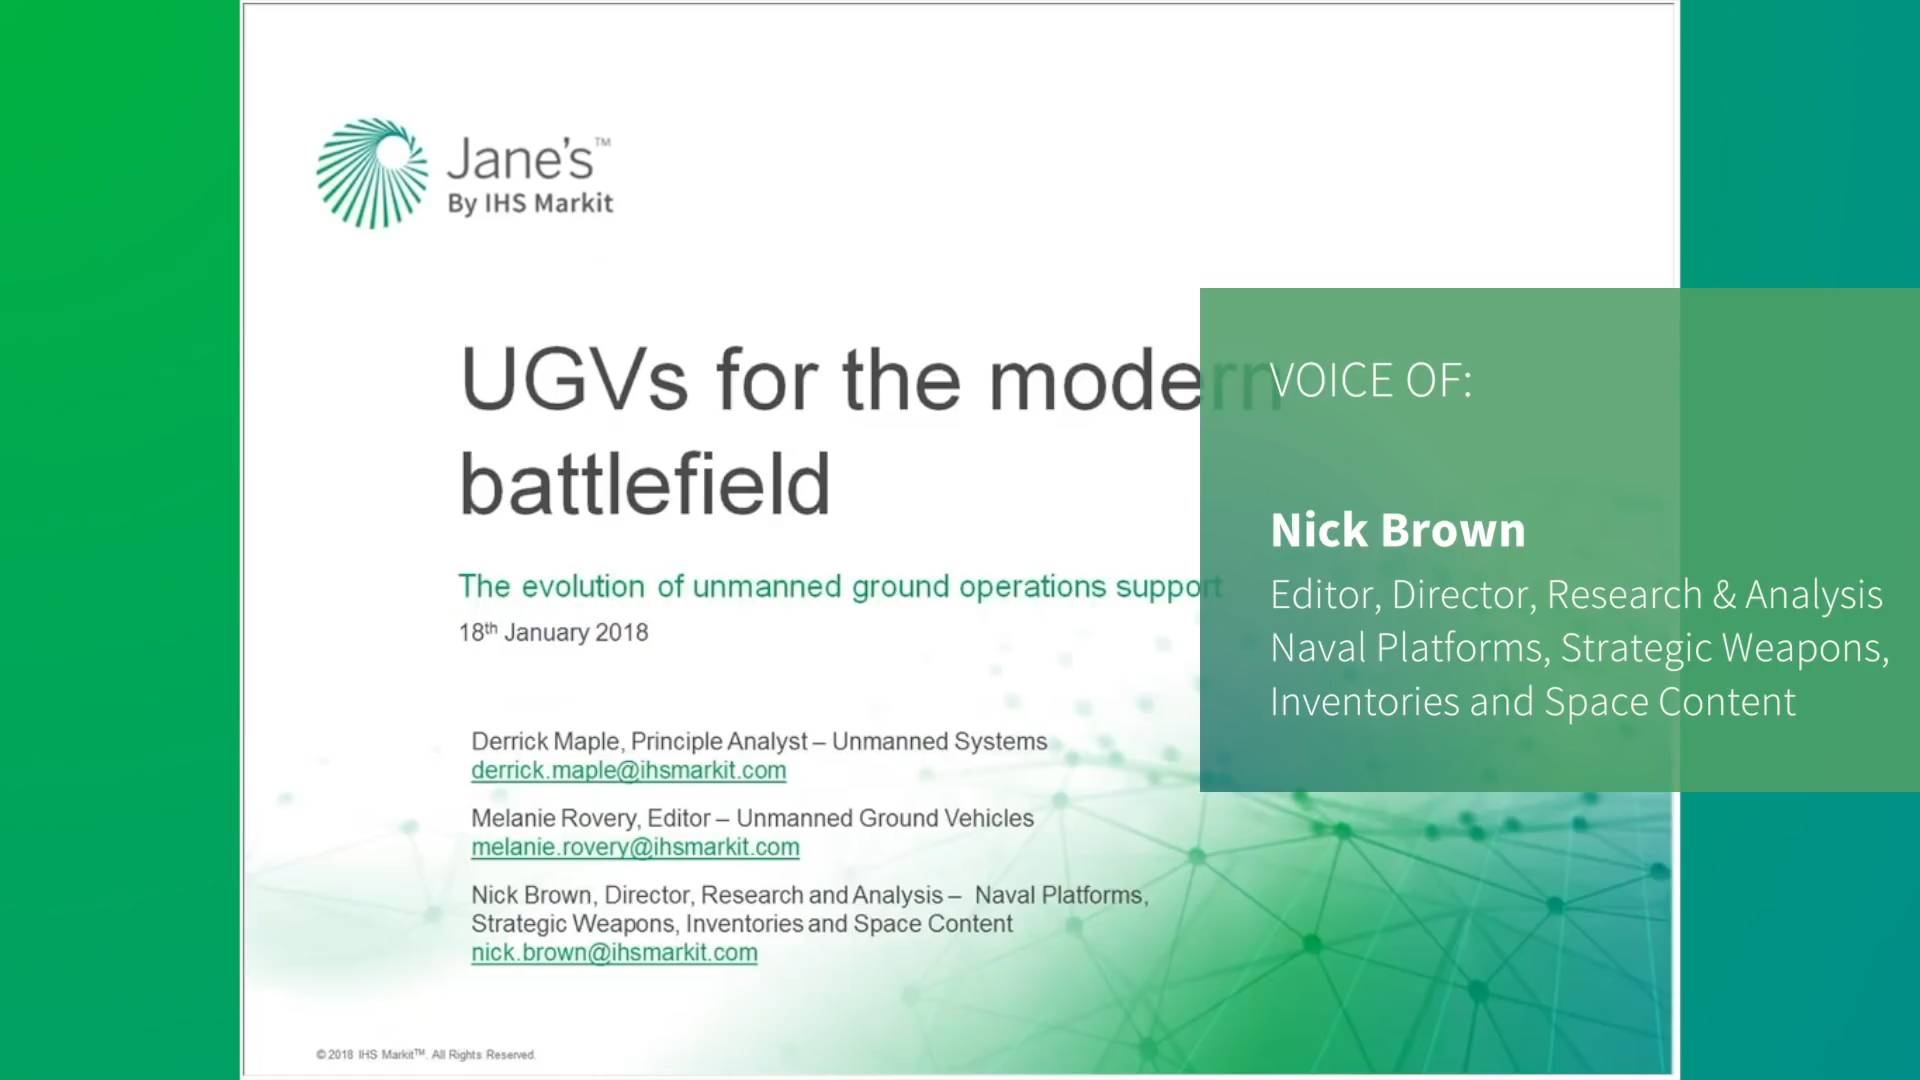 Jane's™
By IHS Markit
UGVs for the modern
battlefield
The evolution of unmanned ground operations support
18th January 2018
Derrick Maple, Principle Analyst – Unmanned Systems
derrick.maple@ihsmarkit.com
Melanie Rovery, Editor – Unmanned Ground Vehicles
melanie.rovery@ihsmarkit.com
Nick Brown, Director, Research and Analysis – Naval Platforms,
Strategic Weapons, Inventories and Space Content
nick.brown@ihsmarkit.com
© 2018 IHS Markit™. All Rights Reserved.
VOICE OF:
Nick Brown
Editor, Director, Research & Analysis
Naval Platforms, Strategic Weapons,
Inventories and Space Content